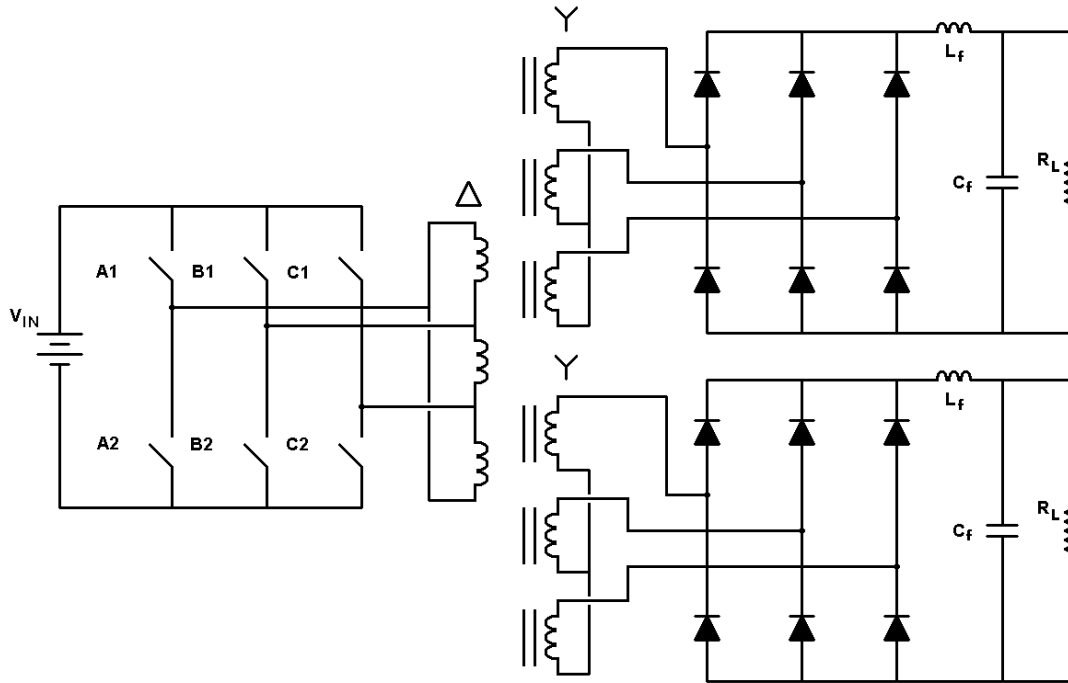 Y
L_f
C_f
R_L
Δ
A1
B1
C1
V_IN
A2
B2
C2
Y
L_f
C_f
R_L